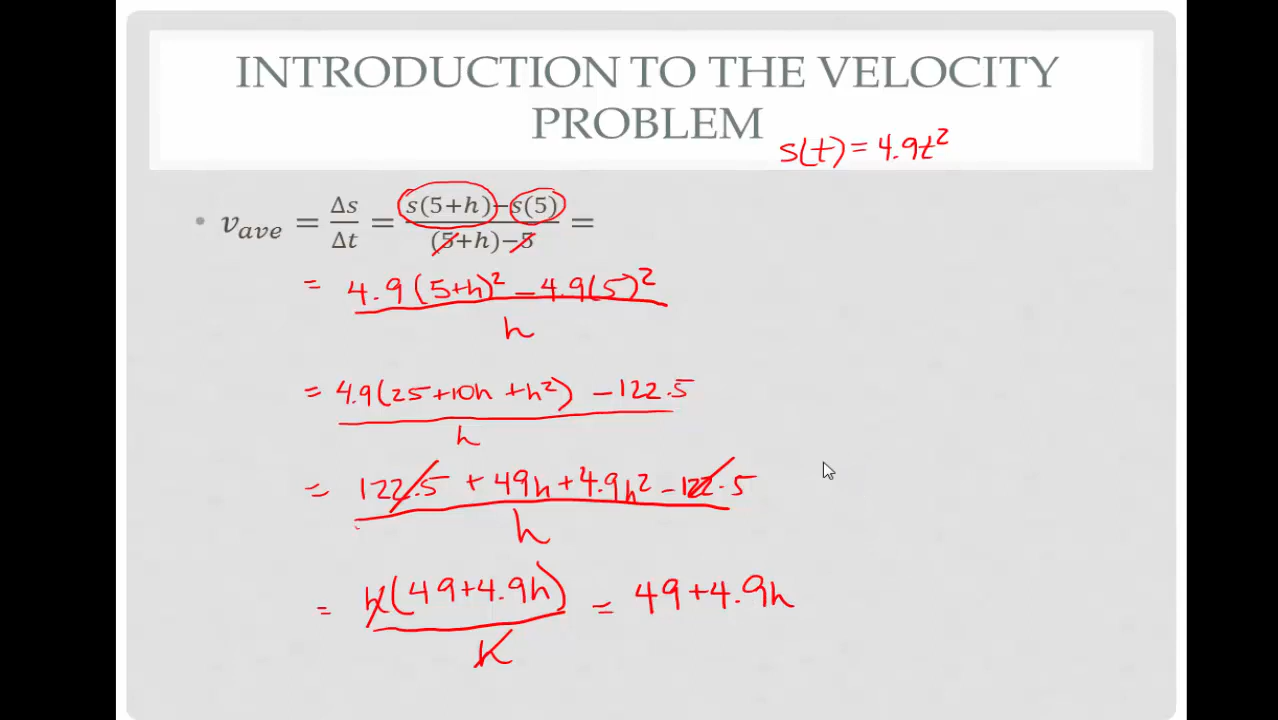 INTRODUCTION TO THE VELOCITY
PROBLEM
s(t) = 4.9t²
• v_ave = Δs/Δt = (s(5+h)−s(5))/((5+h)−5) =
= (4.9(5+h)² − 4.9(5)²)/h
= (4.9(25+10h+h²) − 122.5)/h
= (122.5 + 49h + 4.9h² − 122.5)/h
= h(49+4.9h)/h = 49+4.9h